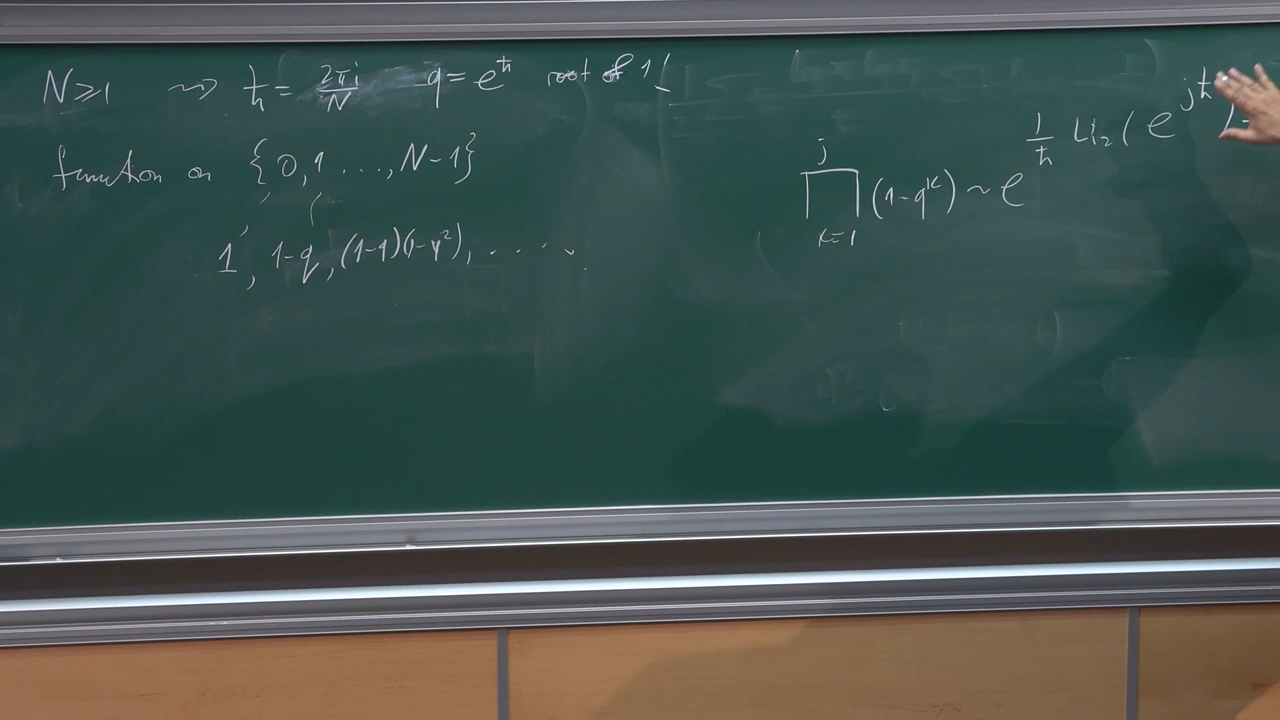 N ≥ 1 ⇝ ħ = 2πi/N q = e^ħ root of 1
function on {0, 1 ..., N-1}
1, 1-q, (1-q)(1-q²), .....
∏_{k=1}^{j} (1-q^k) ~ e^{1/ħ Li₂(e^{jħ})